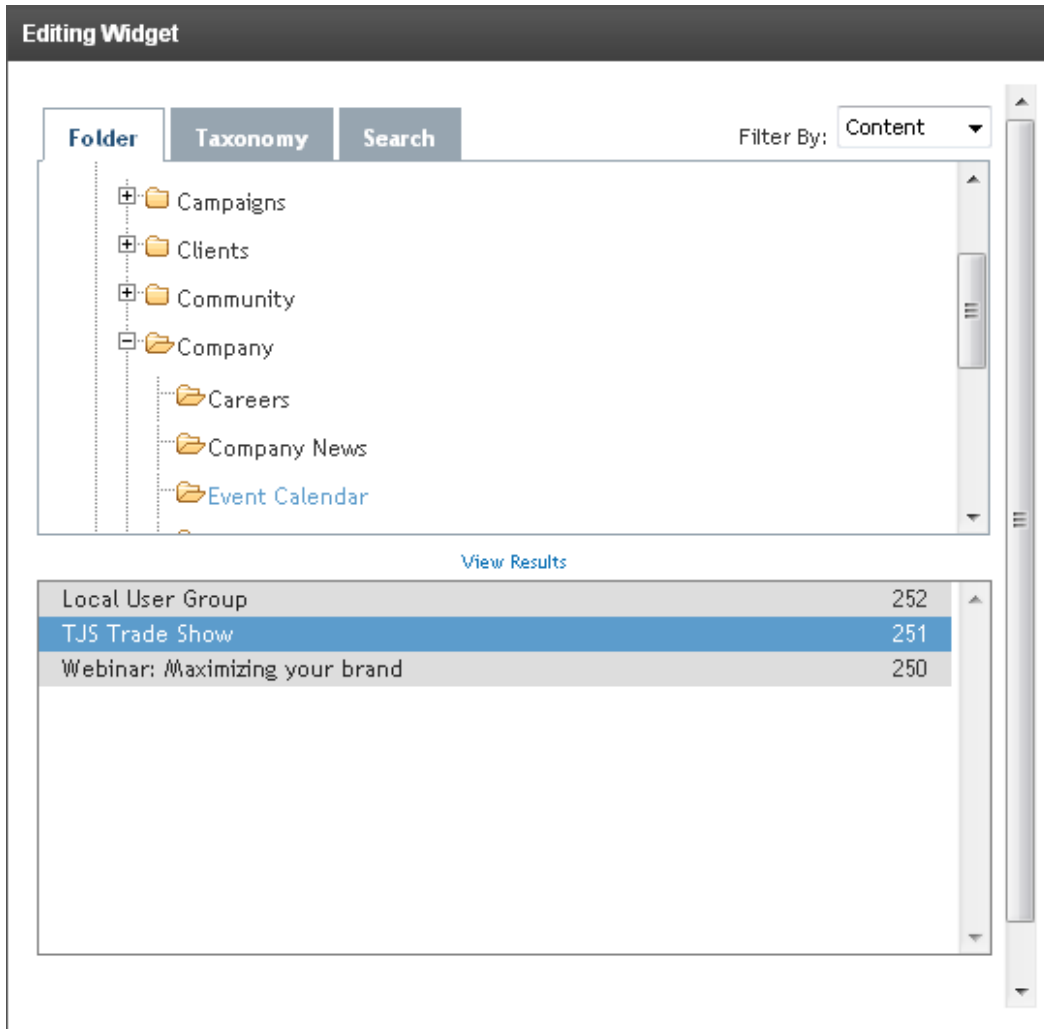 Editing Widget
Folder Taxonomy Search Filter By: Content
Campaigns
Clients
Community
Company
Careers
Company News
Event Calendar
View Results
Local User Group 252
TJS Trade Show 251
Webinar: Maximizing your brand 250